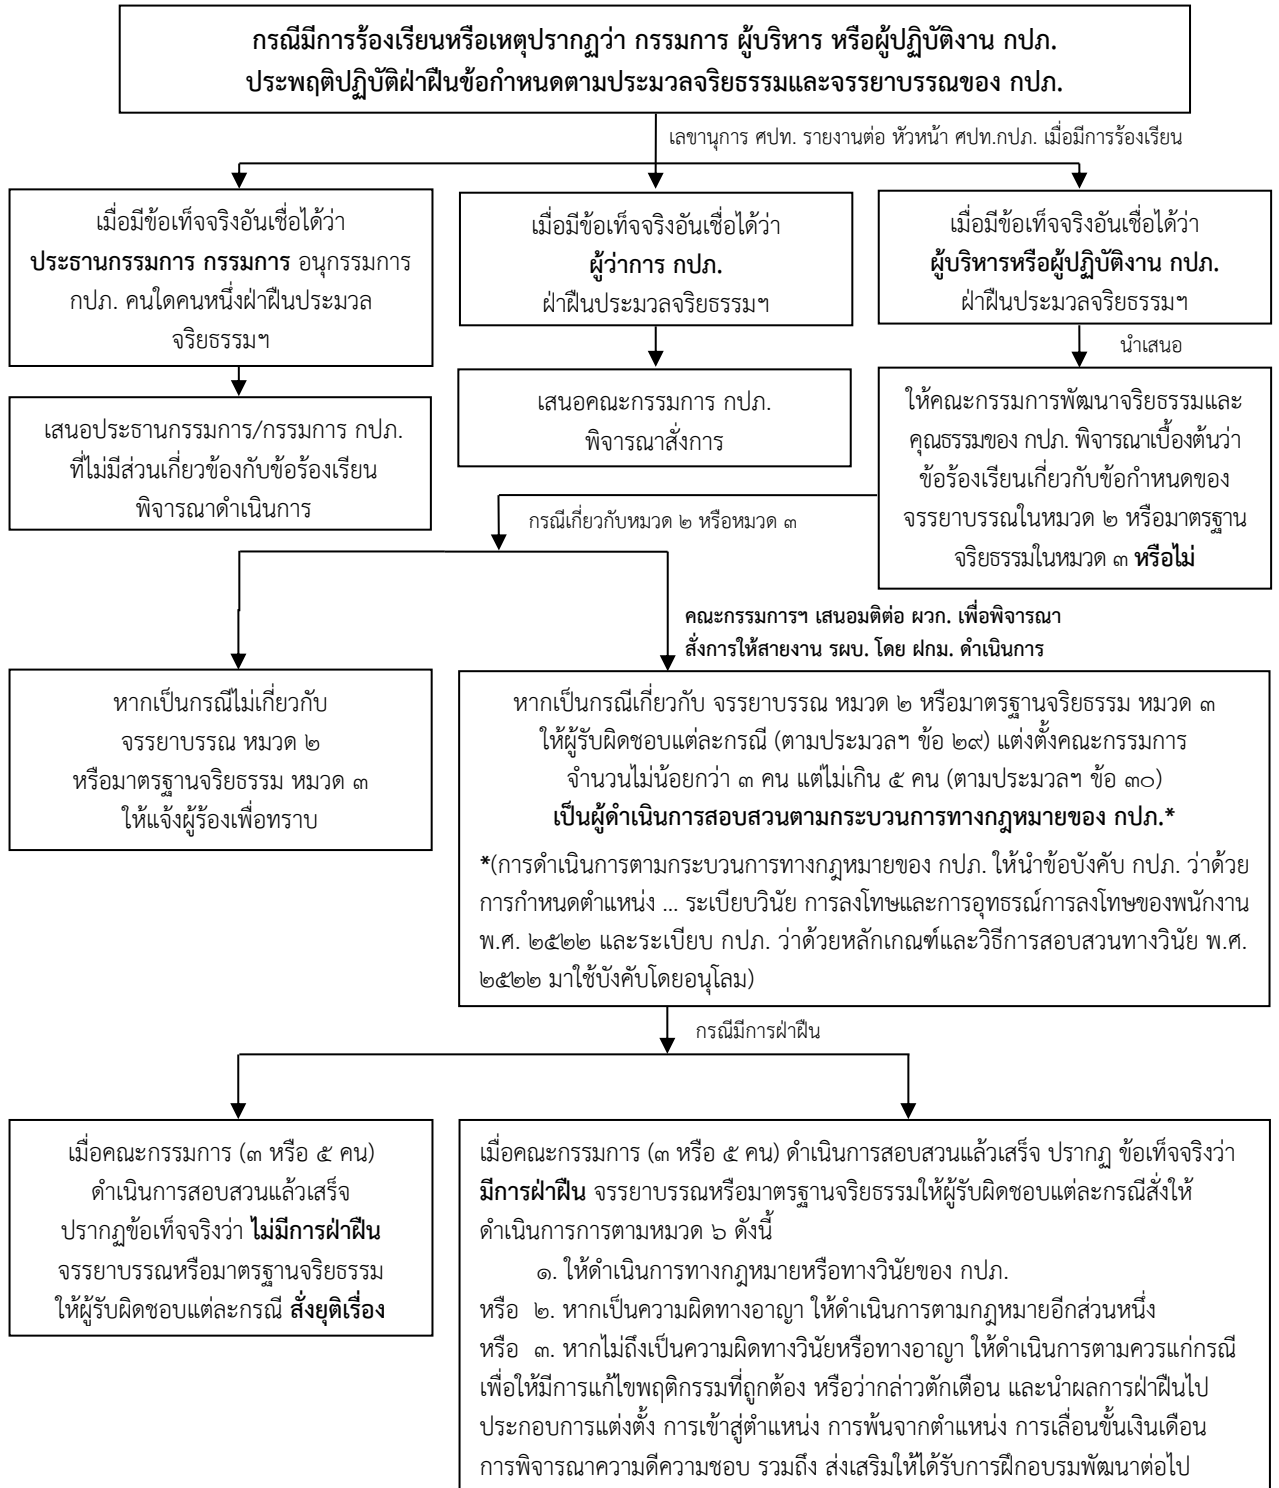 กรณีมีการร้องเรียนหรือเหตุปรากฏว่า กรรมการ ผู้บริหาร หรือผู้ปฏิบัติงาน กปภ.
ประพฤติปฏิบัติฝ่าฝืนข้อกำหนดตามประมวลจริยธรรมและจรรยาบรรณของ กปภ.
เลขานุการ ศปท. รายงานต่อ หัวหน้า ศปท.กปภ. เมื่อมีการร้องเรียน
เมื่อมีข้อเท็จจริงอันเชื่อได้ว่า
ประธานกรรมการ กรรมการ อนุกรรมการ
กปภ. คนใดคนหนึ่งฝ่าฝืนประมวล
จริยธรรมฯ
เมื่อมีข้อเท็จจริงอันเชื่อได้ว่า
ผู้ว่าการ กปภ.
ฝ่าฝืนประมวลจริยธรรมฯ
เมื่อมีข้อเท็จจริงอันเชื่อได้ว่า
ผู้บริหารหรือผู้ปฏิบัติงาน กปภ.
ฝ่าฝืนประมวลจริยธรรมฯ
นำเสนอ
เสนอประธานกรรมการ/กรรมการ กปภ.
ที่ไม่มีส่วนเกี่ยวข้องกับข้อร้องเรียน
พิจารณาดำเนินการ
เสนอคณะกรรมการ กปภ.
พิจารณาสั่งการ
ให้คณะกรรมการพัฒนาจริยธรรมและ
คุณธรรมของ กปภ. พิจารณาเบื้องต้นว่า
ข้อร้องเรียนเกี่ยวกับข้อกำหนดของ
จรรยาบรรณในหมวด ๒ หรือมาตรฐาน
จริยธรรมในหมวด ๓ หรือไม่
กรณีเกี่ยวกับหมวด ๒ หรือหมวด ๓
คณะกรรมการฯ เสนอมติต่อ ผวก. เพื่อพิจารณา
สั่งการให้สายงาน รผบ. โดย ฝกม. ดำเนินการ
หากเป็นกรณีไม่เกี่ยวกับ
จรรยาบรรณ หมวด ๒
หรือมาตรฐานจริยธรรม หมวด ๓
ให้แจ้งผู้ร้องเพื่อทราบ
หากเป็นกรณีเกี่ยวกับ จรรยาบรรณ หมวด ๒ หรือมาตรฐานจริยธรรม หมวด ๓
ให้ผู้รับผิดชอบแต่ละกรณี (ตามประมวลฯ ข้อ ๒๙) แต่งตั้งคณะกรรมการ
จำนวนไม่น้อยกว่า ๓ คน แต่ไม่เกิน ๕ คน (ตามประมวลฯ ข้อ ๓๐)
เป็นผู้ดำเนินการสอบสวนตามกระบวนการทางกฎหมายของ กปภ.*
*(การดำเนินการตามกระบวนการทางกฎหมายของ กปภ. ให้นำข้อบังคับ กปภ. ว่าด้วย
การกำหนดตำแหน่ง ... ระเบียบวินัย การลงโทษและการอุทธรณ์การลงโทษของพนักงาน
พ.ศ. ๒๕๒๒ และระเบียบ กปภ. ว่าด้วยหลักเกณฑ์และวิธีการสอบสวนทางวินัย พ.ศ.
๒๕๒๒ มาใช้บังคับโดยอนุโลม)
กรณีมีการฝ่าฝืน
เมื่อคณะกรรมการ (๓ หรือ ๕ คน)
ดำเนินการสอบสวนแล้วเสร็จ
ปรากฏข้อเท็จจริงว่า ไม่มีการฝ่าฝืน
จรรยาบรรณหรือมาตรฐานจริยธรรม
ให้ผู้รับผิดชอบแต่ละกรณี สั่งยุติเรื่อง
เมื่อคณะกรรมการ (๓ หรือ ๕ คน) ดำเนินการสอบสวนแล้วเสร็จ ปรากฏ ข้อเท็จจริงว่า
มีการฝ่าฝืน จรรยาบรรณหรือมาตรฐานจริยธรรมให้ผู้รับผิดชอบแต่ละกรณีสั่งให้
ดำเนินการการตามหมวด ๖ ดังนี้
๑. ให้ดำเนินการทางกฎหมายหรือทางวินัยของ กปภ.
หรือ ๒. หากเป็นความผิดทางอาญา ให้ดำเนินการตามกฎหมายอีกส่วนหนึ่ง
หรือ ๓. หากไม่ถึงเป็นความผิดทางวินัยหรือทางอาญา ให้ดำเนินการตามควรแก่กรณี
เพื่อให้มีการแก้ไขพฤติกรรมที่ถูกต้อง หรือว่ากล่าวตักเตือน และนำผลการฝ่าฝืนไป
ประกอบการแต่งตั้ง การเข้าสู่ตำแหน่ง การพ้นจากตำแหน่ง การเลื่อนขั้นเงินเดือน
การพิจารณาความดีความชอบ รวมถึง ส่งเสริมให้ได้รับการฝึกอบรมพัฒนาต่อไป